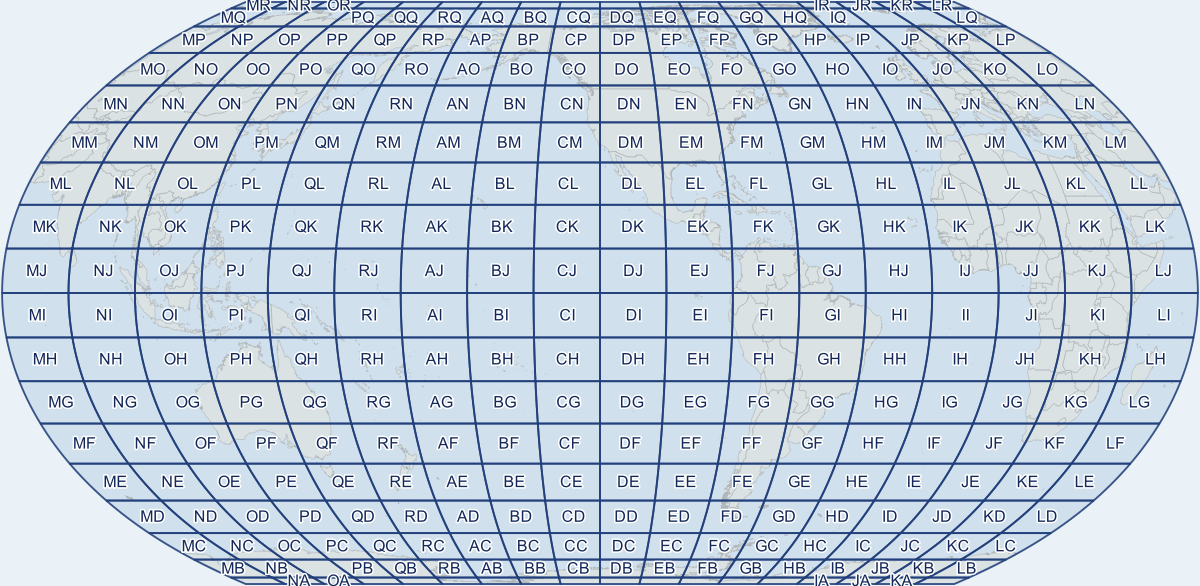 MR NR OR IR JR KR LR
MQ PQ QQ RQ AQ BQ CQ DQ EQ FQ GQ HQ IQ LQ
MP NP OP PP QP RP AP BP CP DP EP FP GP HP IP JP KP LP
MO NO OO PO QO RO AO BO CO DO EO FO GO HO IO JO KO LO
MN NN ON PN QN RN AN BN CN DN EN FN GN HN IN JN KN LN
MM NM OM PM QM RM AM BM CM DM EM FM GM HM IM JM KM LM
ML NL OL PL QL RL AL BL CL DL EL FL GL HL IL JL KL LL
MK NK OK PK QK RK AK BK CK DK EK FK GK HK IK JK KK LK
MJ NJ OJ PJ QJ RJ AJ BJ CJ DJ EJ FJ GJ HJ IJ JJ KJ LJ
MI NI OI PI QI RI AI BI CI DI EI FI GI HI II JI KI LI
MH NH OH PH QH RH AH BH CH DH EH FH GH HH IH JH KH LH
MG NG OG PG QG RG AG BG CG DG EG FG GG HG IG JG KG LG
MF NF OF PF QF RF AF BF CF DF EF FF GF HF IF JF KF LF
ME NE OE PE QE RE AE BE CE DE EE FE GE HE IE JE KE LE
MD ND OD PD QD RD AD BD CD DD ED FD GD HD ID JD KD LD
MC NC OC PC QC RC AC BC CC DC EC FC GC HC IC JC KC LC
MB NB PB QB RB AB BB CB DB EB FB GB HB IB JB KB LB
NA OA IA JA KA